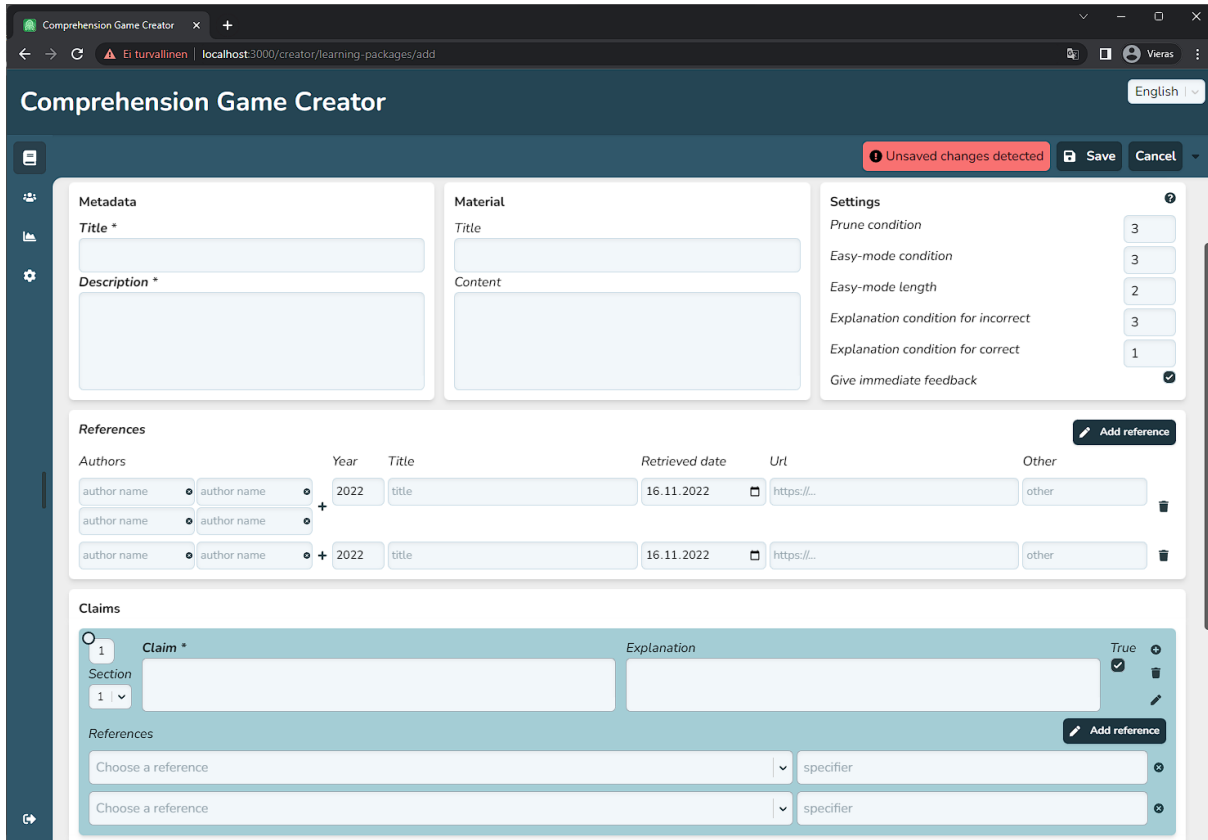 Comprehension Game Creator
Ei turvallinen localhost:3000/creator/learning-packages/add
Vieras
Comprehension Game Creator
English
Unsaved changes detected
Save
Cancel
Metadata
Title *
Description *
Material
Title
Content
Settings
Prune condition 3
Easy-mode condition 3
Easy-mode length 2
Explanation condition for incorrect 3
Explanation condition for correct 1
Give immediate feedback
References
Add reference
Authors Year Title Retrieved date Url Other
author name author name 2022 title 16.11.2022 https://... other
author name author name
author name author name 2022 title 16.11.2022 https://... other
Claims
1 Claim * Explanation True
Section
1
References
Add reference
Choose a reference specifier
Choose a reference specifier